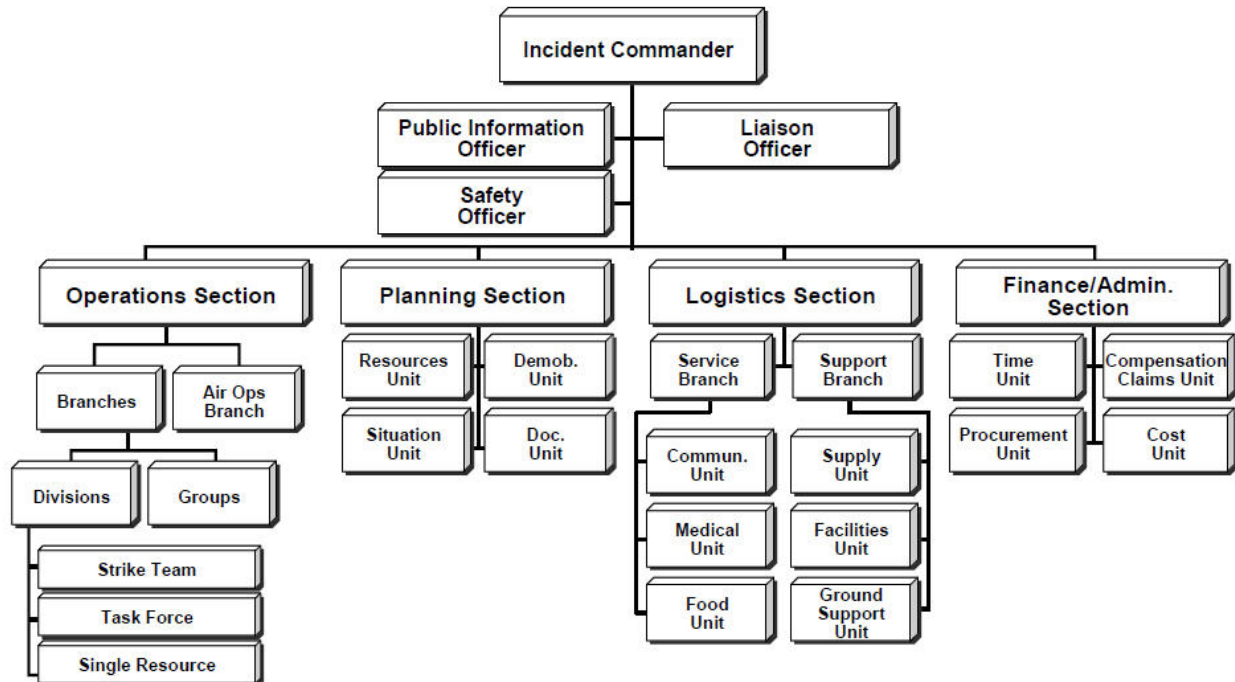 Incident Commander
Public Information
Officer
Liaison
Officer
Safety
Officer
Operations Section
Planning Section
Logistics Section
Finance/Admin.
Section
Branches
Air Ops
Branch
Divisions
Groups
Strike Team
Task Force
Single Resource
Resources
Unit
Demob.
Unit
Situation
Unit
Doc.
Unit
Service
Branch
Support
Branch
Commun.
Unit
Supply
Unit
Medical
Unit
Facilities
Unit
Food
Unit
Ground
Support
Unit
Time
Unit
Compensation
Claims Unit
Procurement
Unit
Cost
Unit